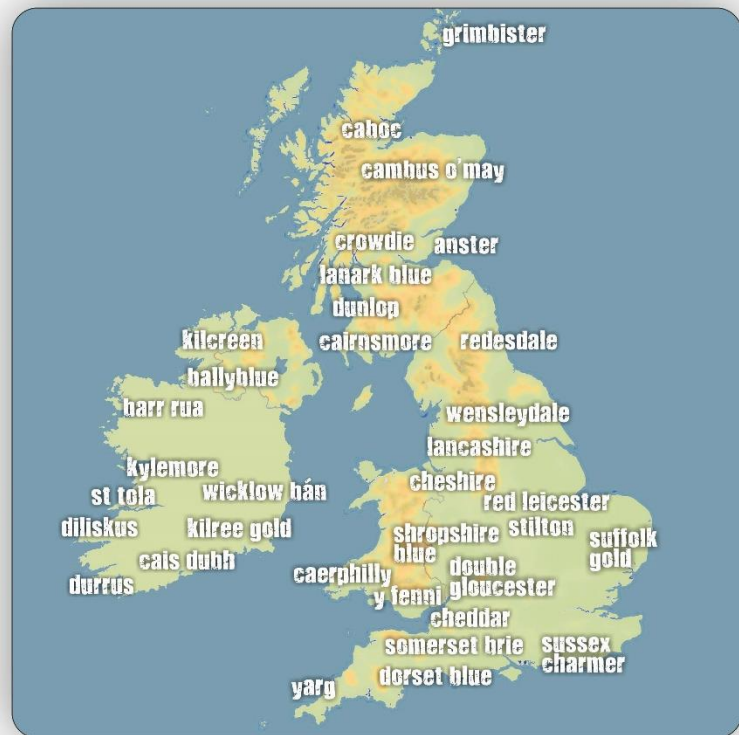 grimbister
caboc
cambus o'may
crowdie
anster
lanark blue
dunlop
kilcreen
cairnsmore
redesdale
ballyblue
barr rua
wensleydale
lancashire
kylemore
cheshire
st tola
wicklow bán
red leicester
diliskus
kilree gold
shropshire
blue
stilton
suffolk
gold
cais dubh
caerphilly
double
gloucester
durrus
y fenni
cheddar
somerset brie
sussex
charmer
yarg
dorset blue